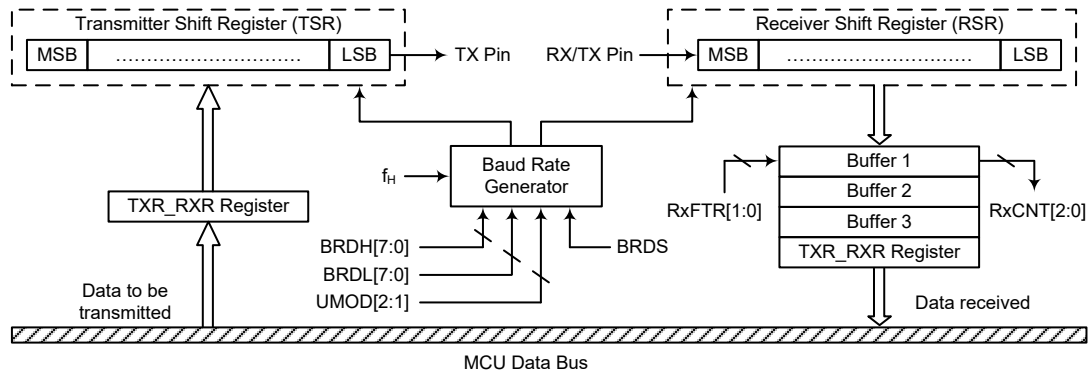 Transmitter Shift Register (TSR)
MSB ………………………… LSB
TX Pin
RX/TX Pin
Receiver Shift Register (RSR)
MSB ………………………… LSB
Baud Rate
Generator
fH
TXR_RXR Register
BRDH[7:0]
BRDL[7:0]
UMOD[2:1]
BRDS
Buffer 1
Buffer 2
Buffer 3
TXR_RXR Register
RxFTR[1:0]
RxCNT[2:0]
Data to be
transmitted
Data received
MCU Data Bus